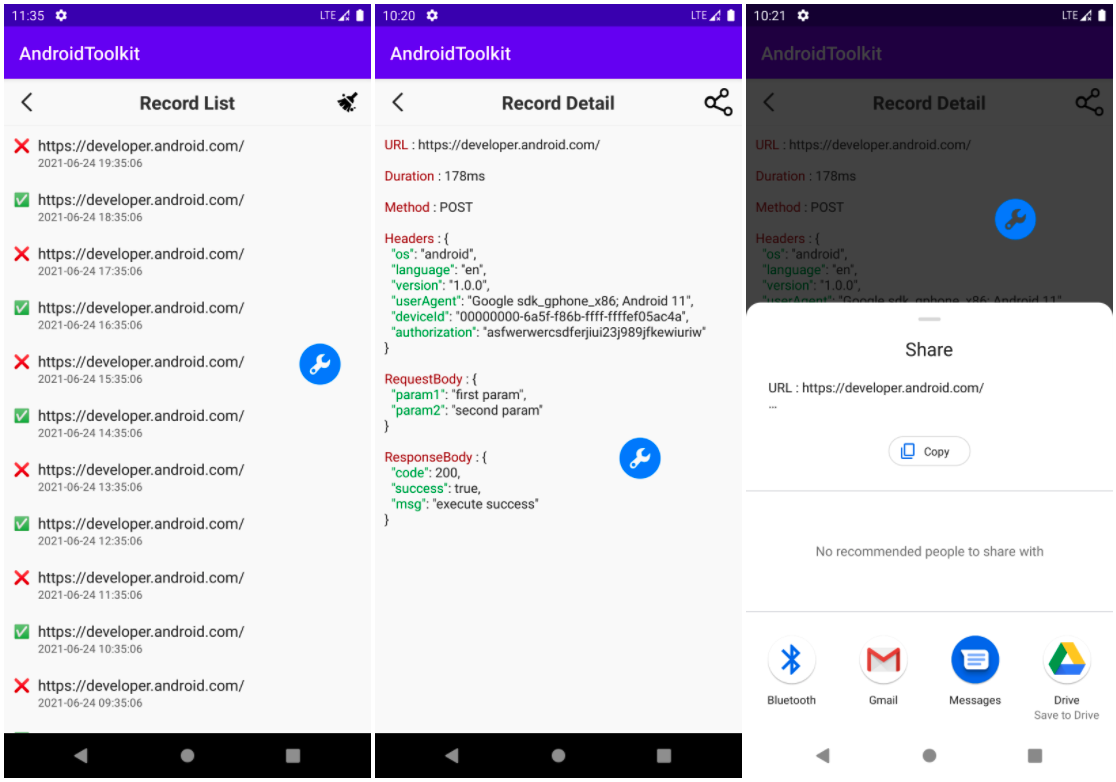 11:35
LTE
AndroidToolkit
Record List
https://developer.android.com/
2021-06-24 19:35:06
https://developer.android.com/
2021-06-24 18:35:06
https://developer.android.com/
2021-06-24 17:35:06
https://developer.android.com/
2021-06-24 16:35:06
https://developer.android.com/
2021-06-24 15:35:06
https://developer.android.com/
2021-06-24 14:35:06
https://developer.android.com/
2021-06-24 13:35:06
https://developer.android.com/
2021-06-24 12:35:06
https://developer.android.com/
2021-06-24 11:35:06
https://developer.android.com/
2021-06-24 10:35:06
https://developer.android.com/
2021-06-24 09:35:06
10:20
LTE
AndroidToolkit
Record Detail
URL : https://developer.android.com/
Duration : 178ms
Method : POST
Headers : {
"os": "android",
"language": "en",
"version": "1.0.0",
"userAgent": "Google sdk_gphone_x86; Android 11",
"deviceId": "00000000-6a5f-f86b-ffff-ffffef05ac4a",
"authorization": "asfwerwercsdferjiui23j989jfkewiuriw"
}
RequestBody : {
"param1": "first param",
"param2": "second param"
}
ResponseBody : {
"code": 200,
"success": true,
"msg": "execute success"
}
10:21
LTE
AndroidToolkit
Record Detail
URL : https://developer.android.com/
Duration : 178ms
Method : POST
Headers : {
"os": "android",
"language": "en",
"version": "1.0.0",
"userAgent": "Google sdk_gphone_x86; Android 11",
Share
URL : https://developer.android.com/
...
Copy
No recommended people to share with
Bluetooth
Gmail
Messages
Drive
Save to Drive